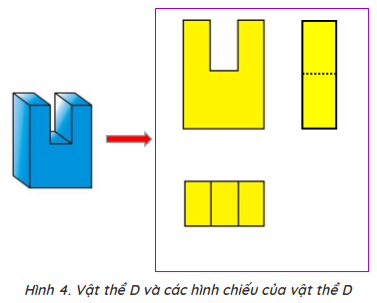 Hình 4. Vật thể D và các hình chiếu của vật thể D